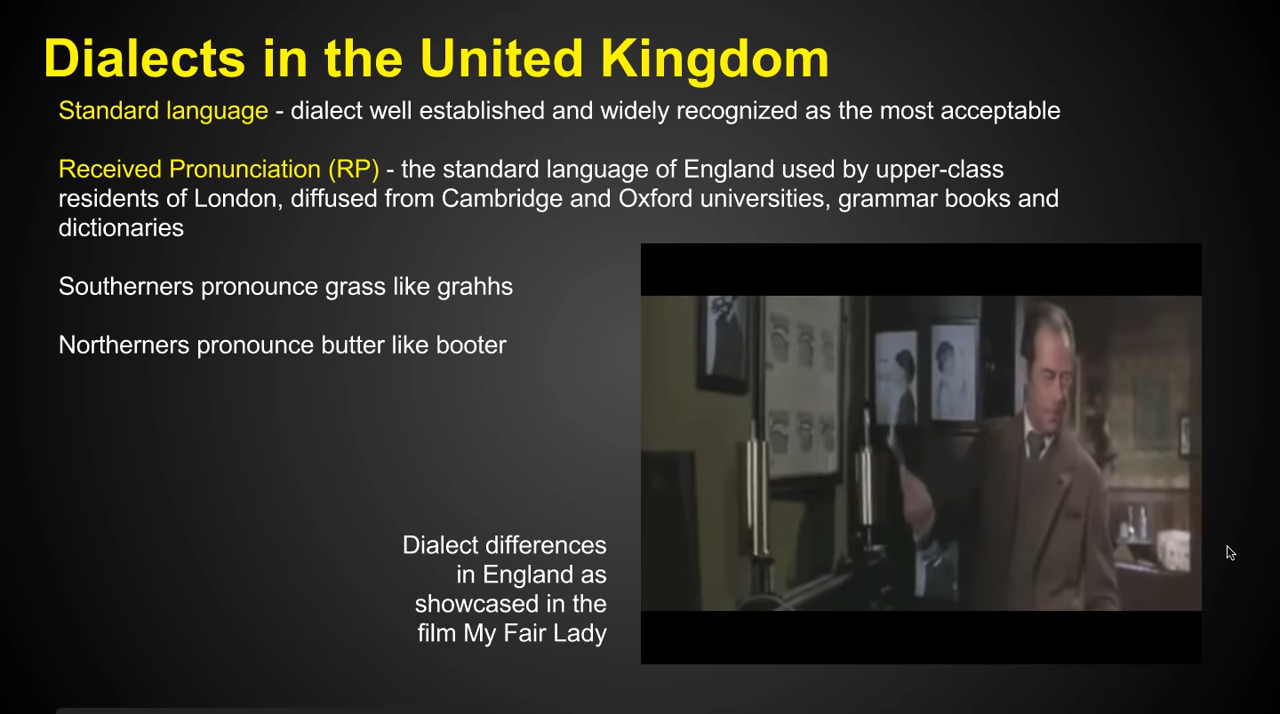 Dialects in the United Kingdom
Standard language - dialect well established and widely recognized as the most acceptable
Received Pronunciation (RP) - the standard language of England used by upper-class
residents of London, diffused from Cambridge and Oxford universities, grammar books and
dictionaries
Southerners pronounce grass like grahhs
Northerners pronounce butter like booter
Dialect differences
in England as
showcased in the
film My Fair Lady